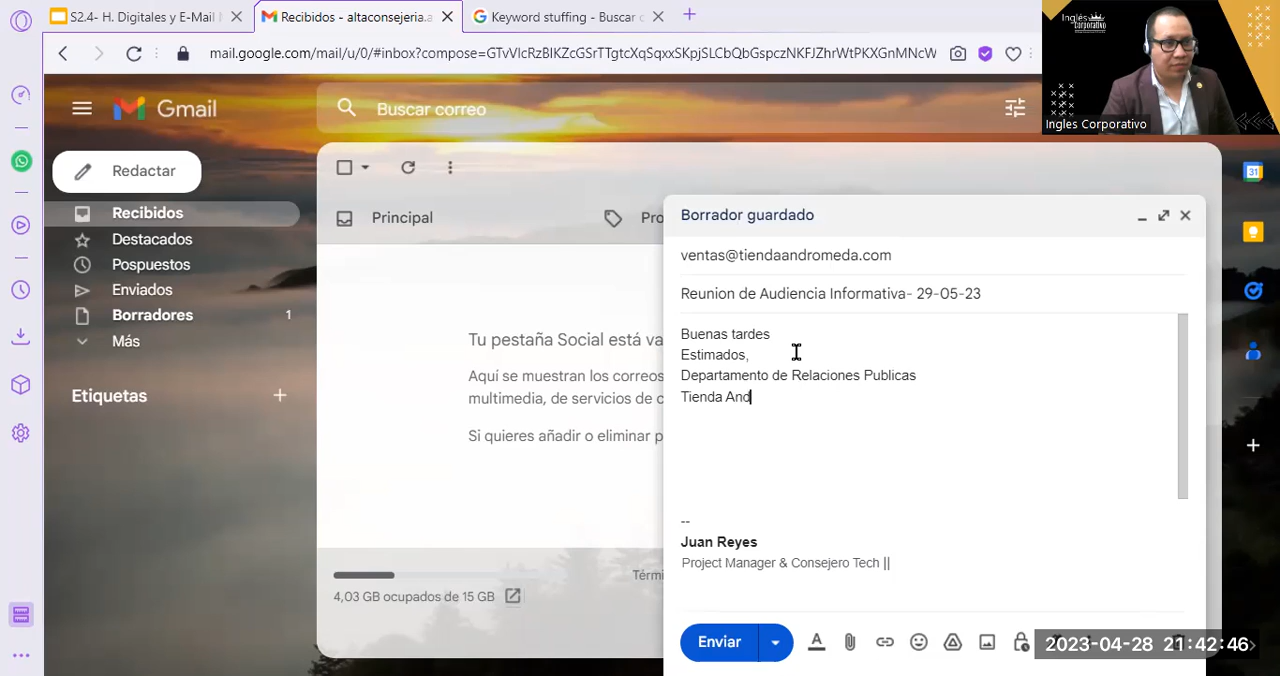 S2.4- H. Digitales y E-Mail
Recibidos - altaconsejeria.a
Keyword stuffing - Buscar c
mail.google.com/mail/u/0/#inbox?compose=
Inglés
Corporativo
Ingles Corporativo
Gmail
Buscar correo
Redactar
Recibidos
Destacados
Pospuestos
Enviados
Borradores 1
Más
Etiquetas
Principal
Pro
Tu pestaña Social está va
Aquí se muestran los correos
multimedia, de servicios de c
Si quieres añadir o eliminar p
4,03 GB ocupados de 15 GB
Térmi
Borrador guardado
ventas@tiendaandromeda.com
Reunion de Audiencia Informativa- 29-05-23
Buenas tardes
Estimados,
Departamento de Relaciones Publicas
Tienda And
--
Juan Reyes
Project Manager & Consejero Tech ||
Enviar
31
2023-04-28 21:42:46